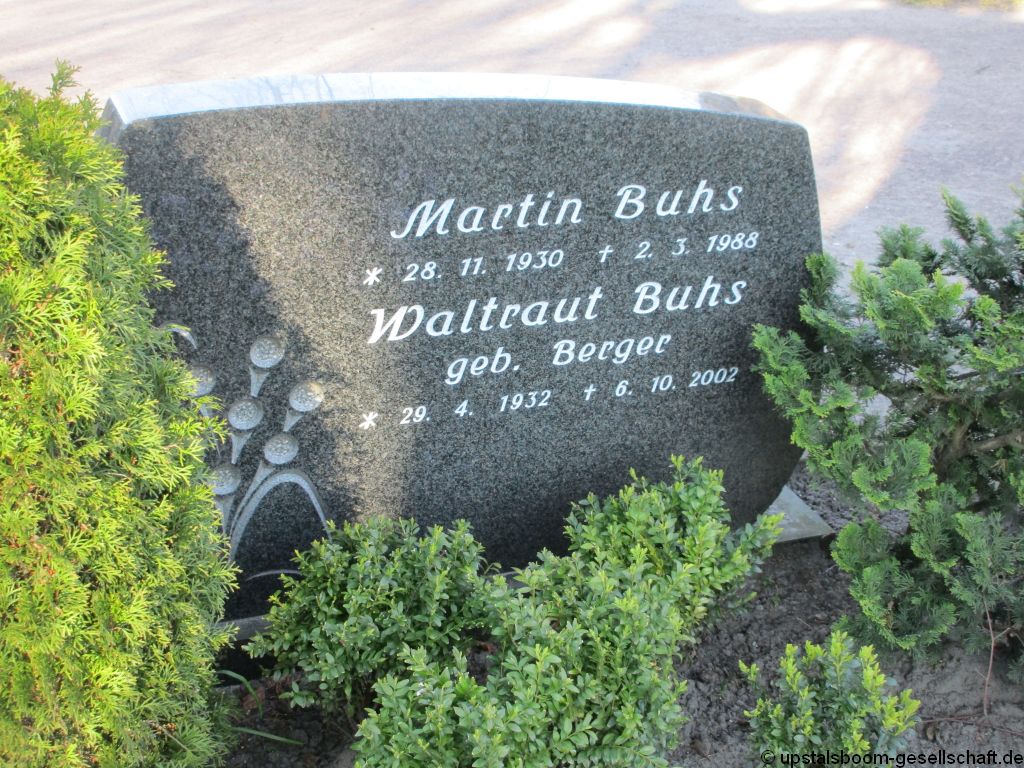 Martin Buhs
* 28. 11. 1930 † 2. 3. 1988
Waltraut Buhs
geb. Berger
* 29. 4. 1932 † 6. 10. 2002
© upstalsboom-gesellschaft.de